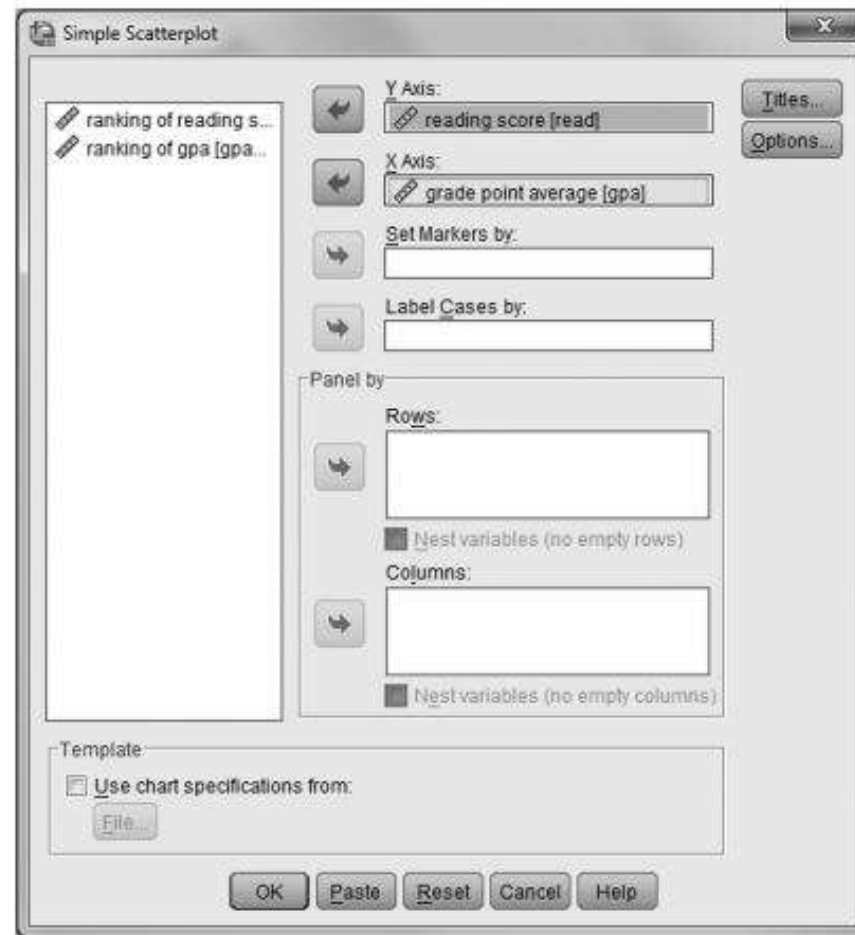 Simple Scatterplot
ranking of reading s...
ranking of gpa [gpa...
Y Axis:
reading score [read]
X Axis:
grade point average [gpa]
Set Markers by:
Label Cases by:
Titles...
Options...
Panel by
Rows:
Nest variables (no empty rows)
Columns:
Nest variables (no empty columns)
Template
Use chart specifications from:
File...
OK Paste Reset Cancel Help